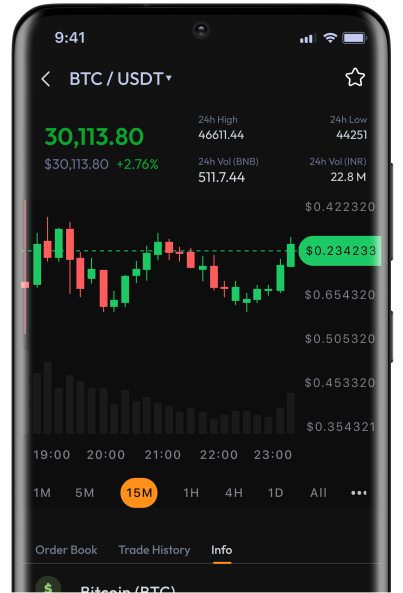 9:41
BTC / USDT
24h High
24h Low
30,113.80
46611.44
44251
$30,113.80 +2.76%
24h Vol (BNB)
24h Vol (INR)
511.7.44
22.8 M
$0.422320
$0.234233
$0.654320
$0.505320
$0.453320
$0.354321
19:00 20:00 21:00 22:00 23:00
1M 5M 15M 1H 4H 1D All
Order Book Trade History Info
$
Bitcoin (BTC)